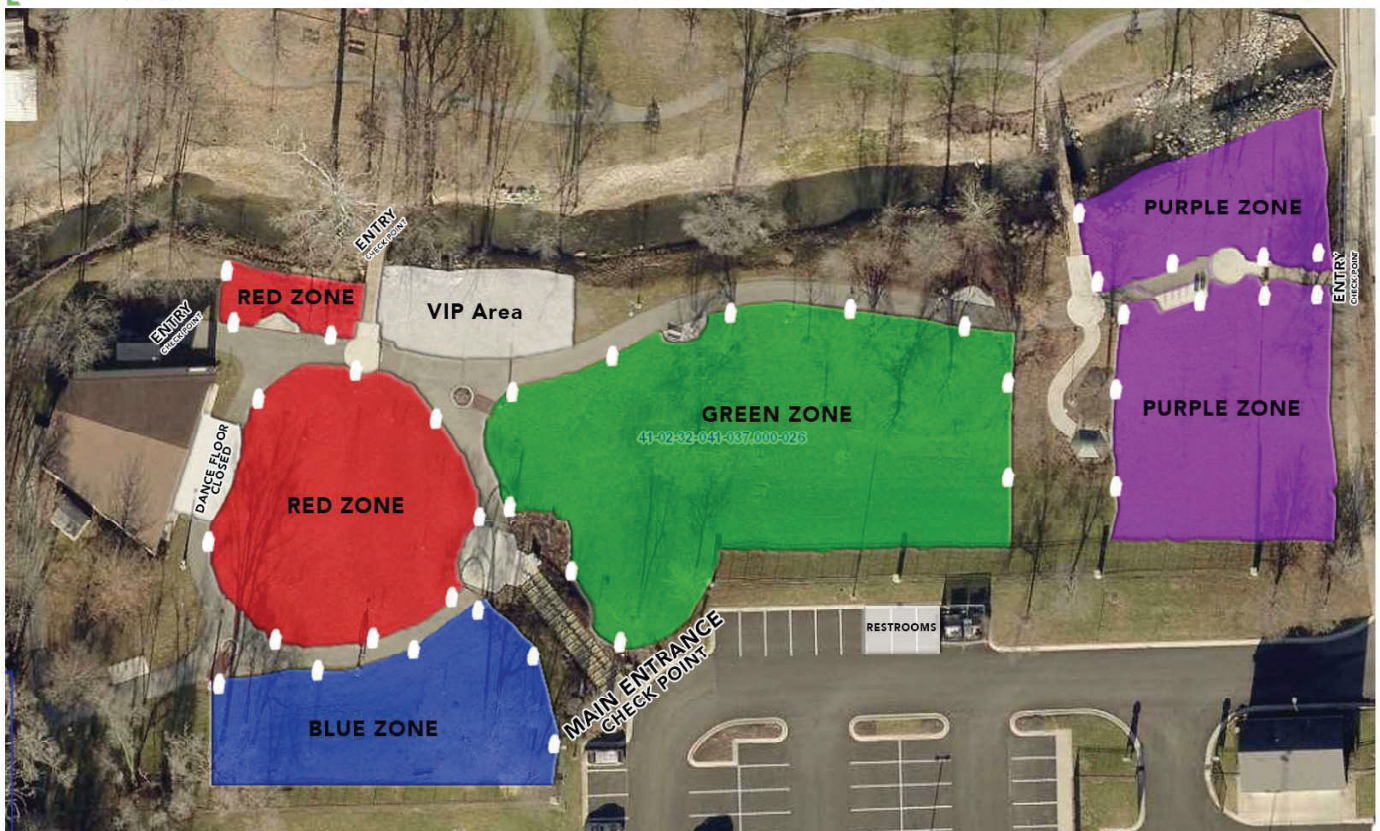 PURPLE ZONE
ENTRY
CHECK POINT
ENTRY
CHECK POINT
RED ZONE
VIP Area
ENTRY
CHECK POINT
GREEN ZONE
41-02-32-041-037.000-026
PURPLE ZONE
DANCE FLOOR
CLOSED
RED ZONE
RESTROOMS
MAIN ENTRANCE
CHECK POINT
BLUE ZONE